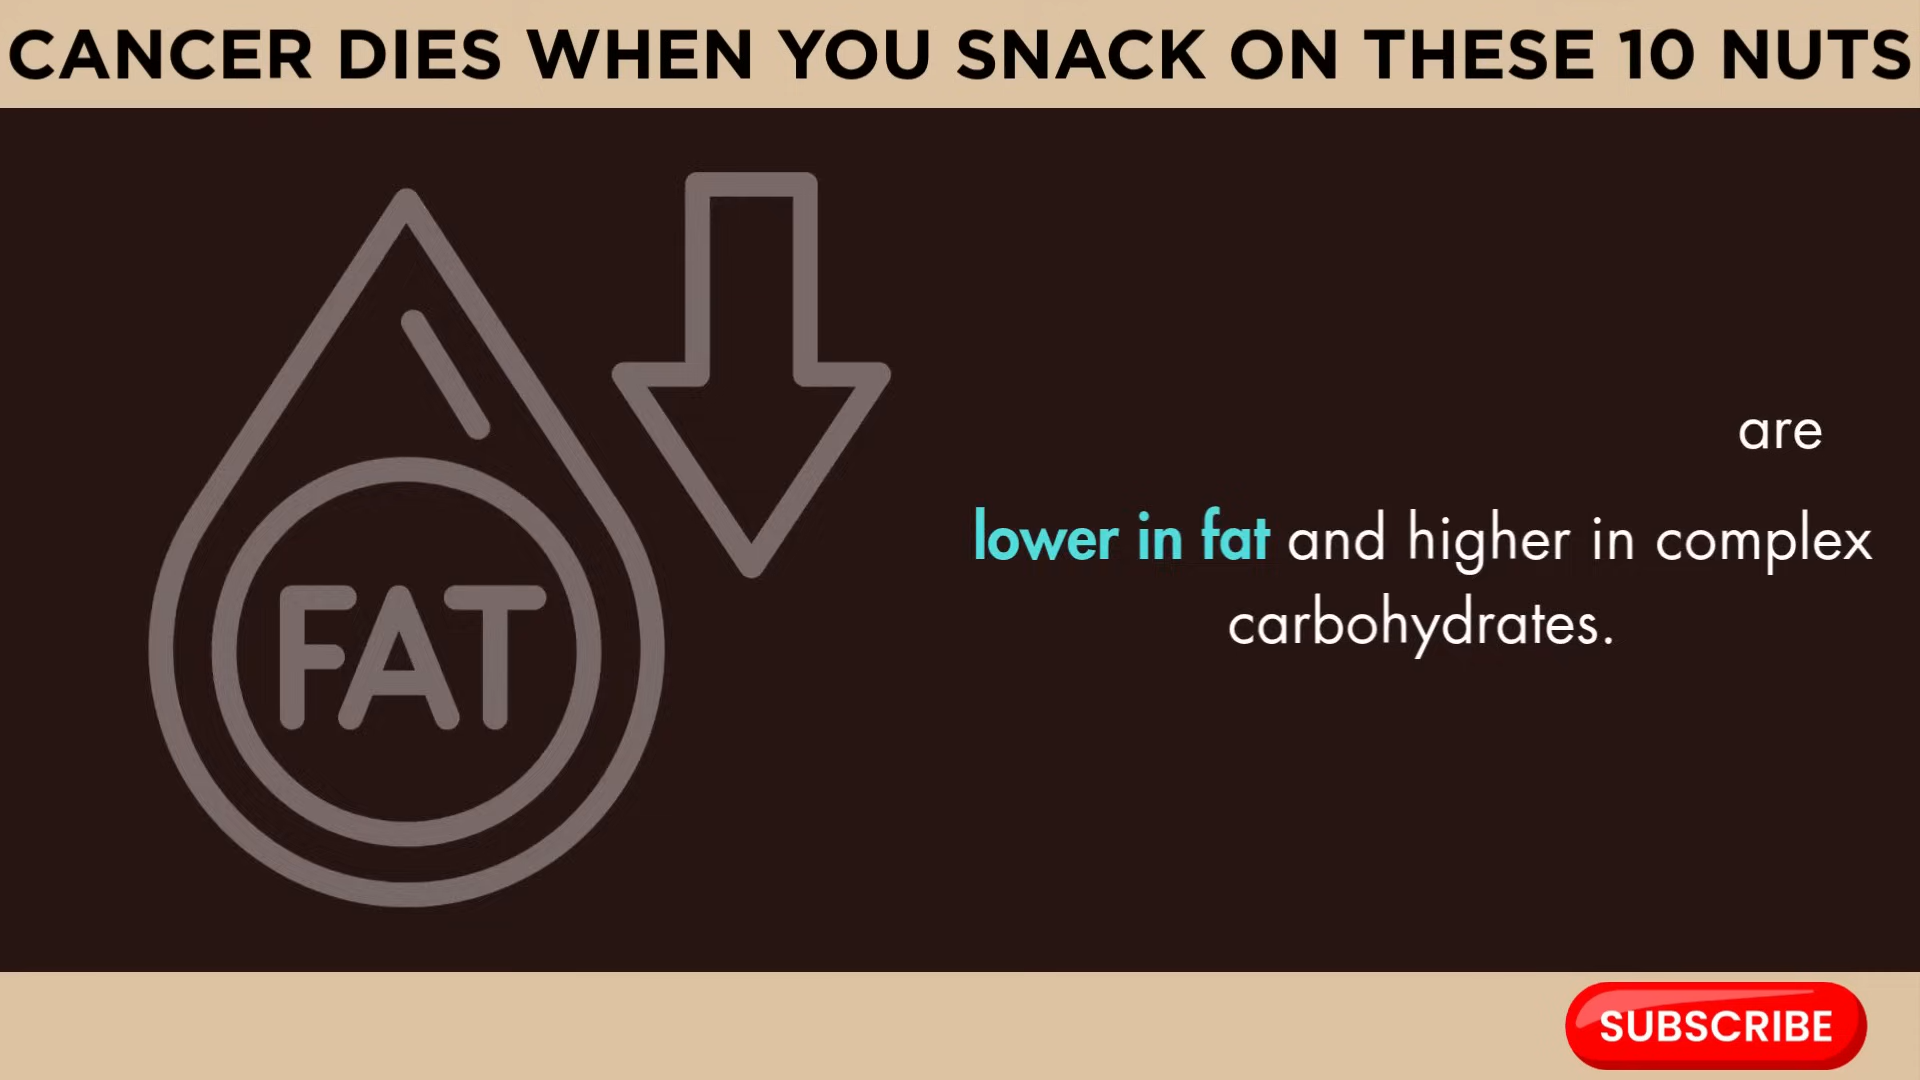 CANCER DIES WHEN YOU SNACK ON THESE 10 NUTS
FAT
are
lower in fat and higher in complex
carbohydrates.
SUBSCRIBE